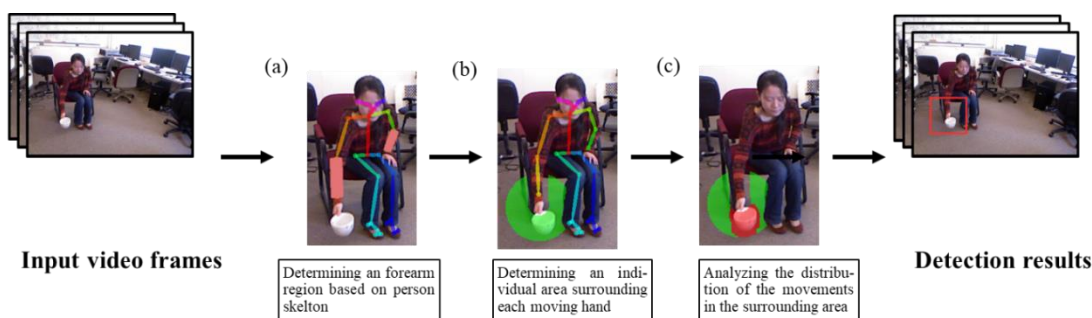 (a)
(b)
(c)
Input video frames
Detection results
Determining an forearm
region based on person
skelton
Determining an indi-
vidual area surrounding
each moving hand
Analyzing the distribu-
tion of the movements
in the surrounding area